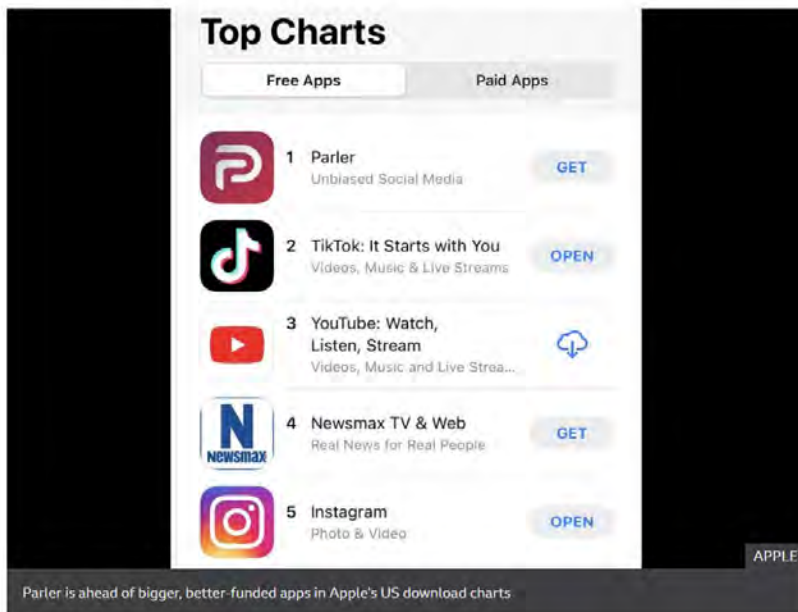 Top Charts
Free Apps
Paid Apps
1 Parler GET
Unbiased Social Media
2 TikTok: It Starts with You OPEN
Videos, Music & Live Streams
3 YouTube: Watch,
Listen, Stream
Videos, Music and Live Strea...
4 Newsmax TV & Web GET
Real News for Real People
N
Newsmax
5 Instagram OPEN
Photo & Video
APPLE
Parler is ahead of bigger, better-funded apps in Apple's US download charts